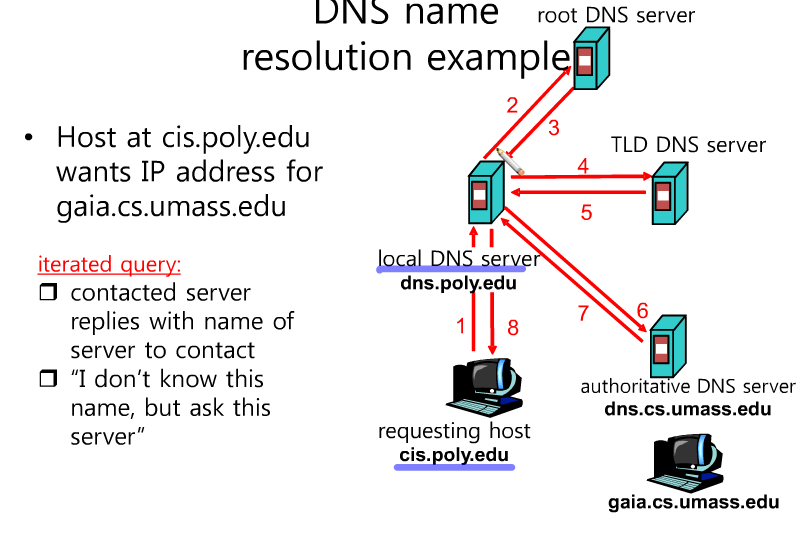 DNS name
resolution example
root DNS server
2
3
• Host at cis.poly.edu
wants IP address for
gaia.cs.umass.edu
TLD DNS server
4
5
iterated query:
❒ contacted server
replies with name of
server to contact
❒ “I don’t know this
name, but ask this
server”
local DNS server
dns.poly.edu
1
8
7
6
authoritative DNS server
dns.cs.umass.edu
requesting host
cis.poly.edu
gaia.cs.umass.edu